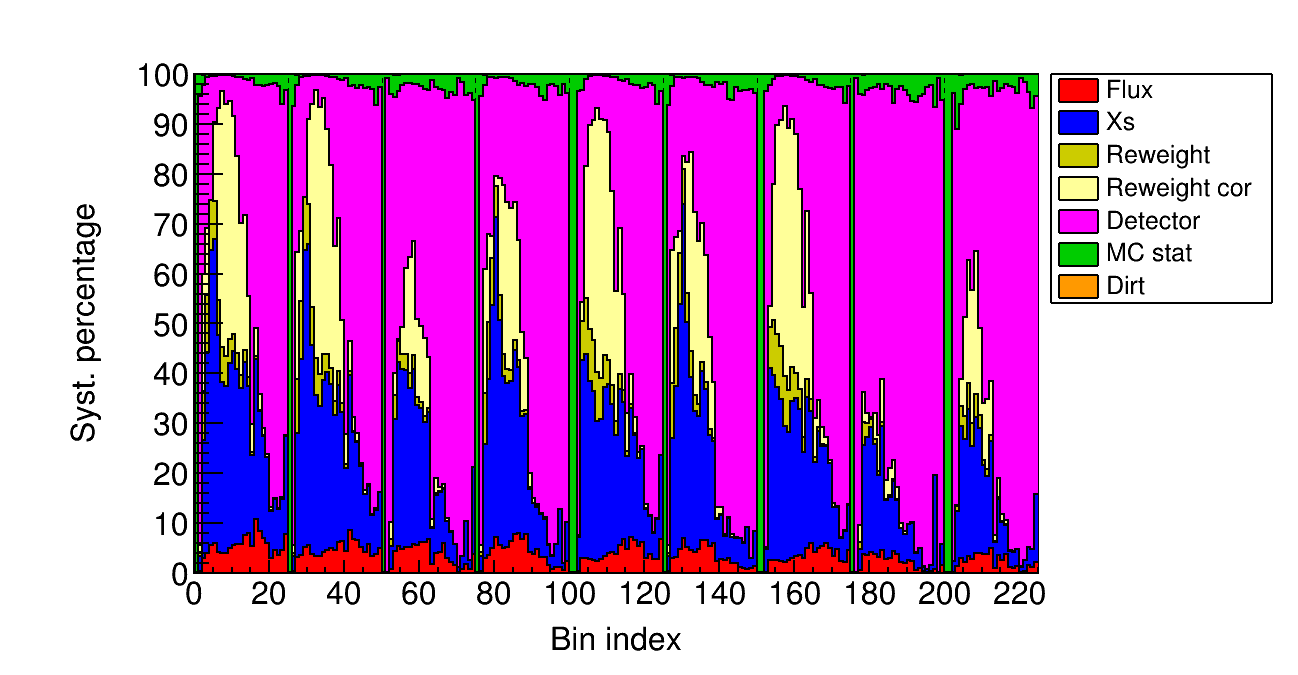 Syst. percentage
100
90
80
70
60
50
40
30
20
10
0
0 20 40 60 80 100 120 140 160 180 200 220
Bin index
Flux
Xs
Reweight
Reweight cor
Detector
MC stat
Dirt